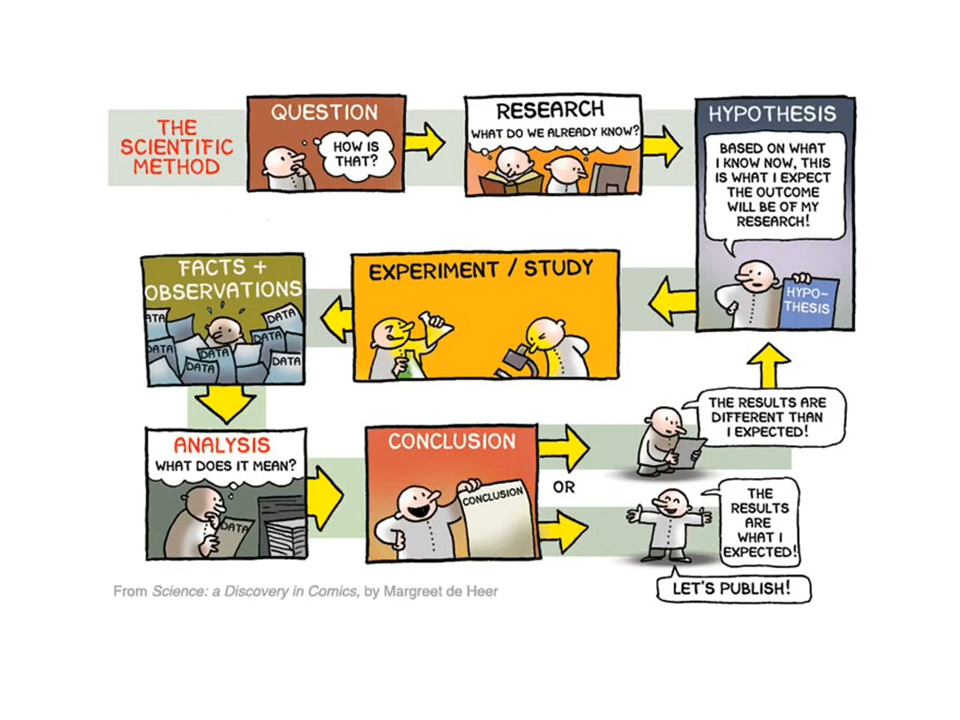 THE
SCIENTIFIC
METHOD
QUESTION
HOW IS
THAT?
RESEARCH
WHAT DO WE ALREADY KNOW?
HYPOTHESIS
BASED ON WHAT
I KNOW NOW, THIS
IS WHAT I EXPECT
THE OUTCOME
WILL BE OF MY
RESEARCH!
HYPO-
THESIS
EXPERIMENT / STUDY
FACTS +
OBSERVATIONS
ATA
DATA
DATA
DATA
DATA
DATA
DATA
ANALYSIS
WHAT DOES IT MEAN?
DATA
CONCLUSION
CONCLUSION
OR
THE RESULTS ARE
DIFFERENT THAN
I EXPECTED!
THE
RESULTS
ARE
WHAT I
EXPECTED!
LET'S PUBLISH!
From Science: a Discovery in Comics, by Margreet de Heer